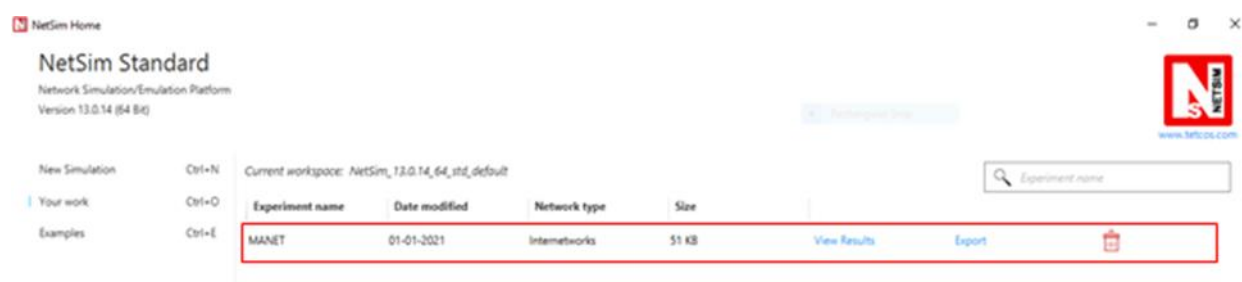 NetSim Home
NetSim Standard
Network Simulation/Emulation Platform
Version 13.0.14 (64 Bit)
NETSIM
www.tetcos.com
New Simulation Ctrl+N
Current workspace: NetSim_13.0.14_64_std_default
Experiment name
Your work Ctrl+O
Experiment name Date modified Network type Size
Examples Ctrl+E
MANET 01-01-2021 Internetworks 51 KB View Results Export